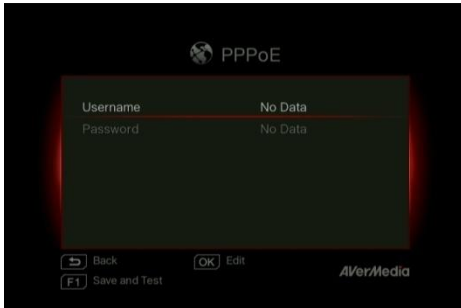 PPPoE
Username No Data
Password No Data
Back OK Edit
F1 Save and Test
AVerMedia